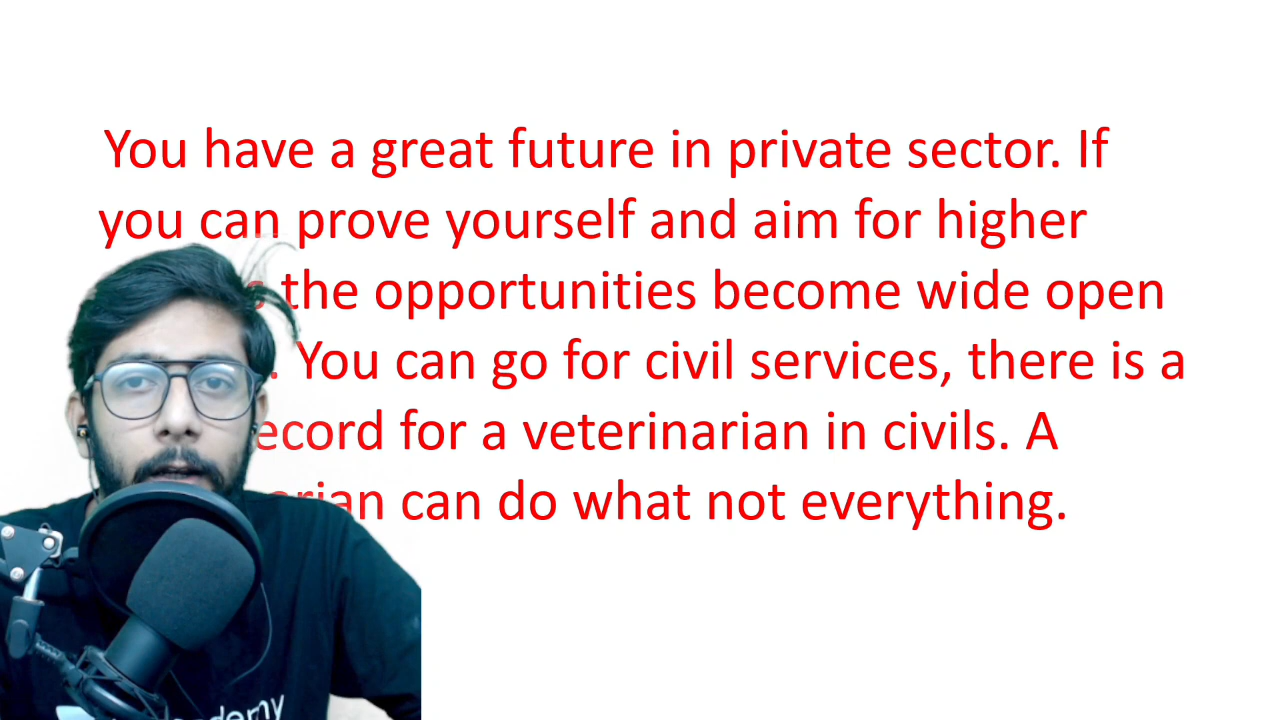 You have a great future in private sector. If
you can prove yourself and aim for higher
the opportunities become wide open
You can go for civil services, there is a
for a veterinarian in civils. A
can do what not everything.